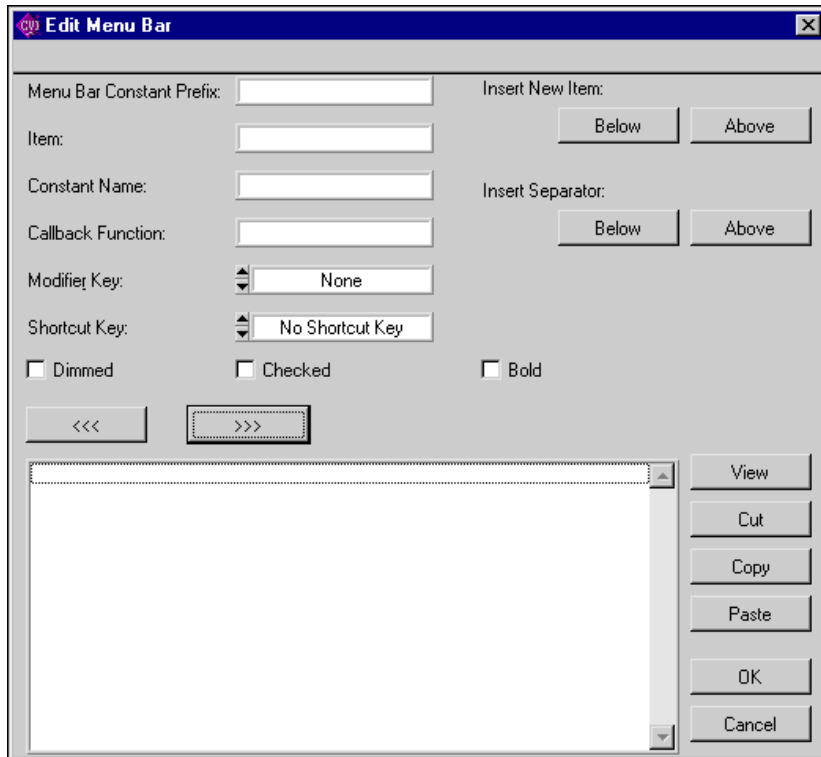 CVI Edit Menu Bar
Menu Bar Constant Prefix:
Insert New Item:
Below Above
Item:
Constant Name:
Insert Separator:
Below Above
Callback Function:
Modifier Key: None
Shortcut Key: No Shortcut Key
Dimmed Checked Bold
<<< >>>
View
Cut
Copy
Paste
OK
Cancel